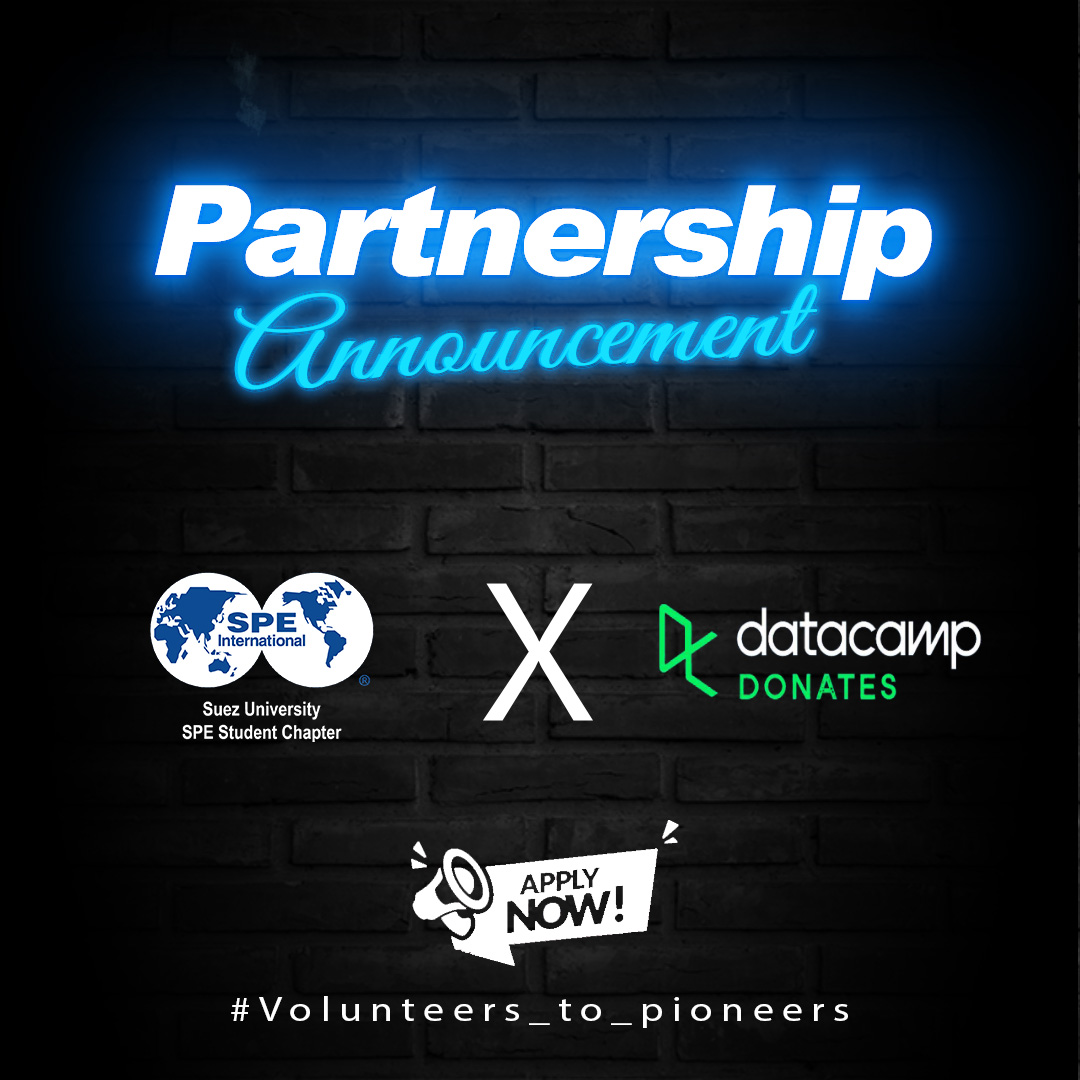 Partnership
Announcement
SPE
International
®
Suez University
SPE Student Chapter
X
datacamp
DONATES
APPLY
NOW!
#Volunteers_to_pioneers